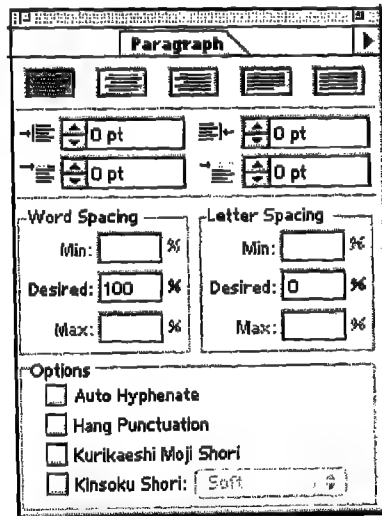 Paragraph
0 pt 0 pt
0 pt 0 pt
Word Spacing Letter Spacing
Min: % Min: %
Desired: 100 % Desired: 0 %
Max: % Max: %
Options
Auto Hyphenate
Hang Punctuation
Kurikaeshi Moji Shori
Kinsoku Shori: Soft